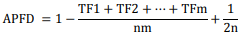 APFD = 1 − (TF1 + TF2 + ⋯ + TFm)/nm + 1/2n